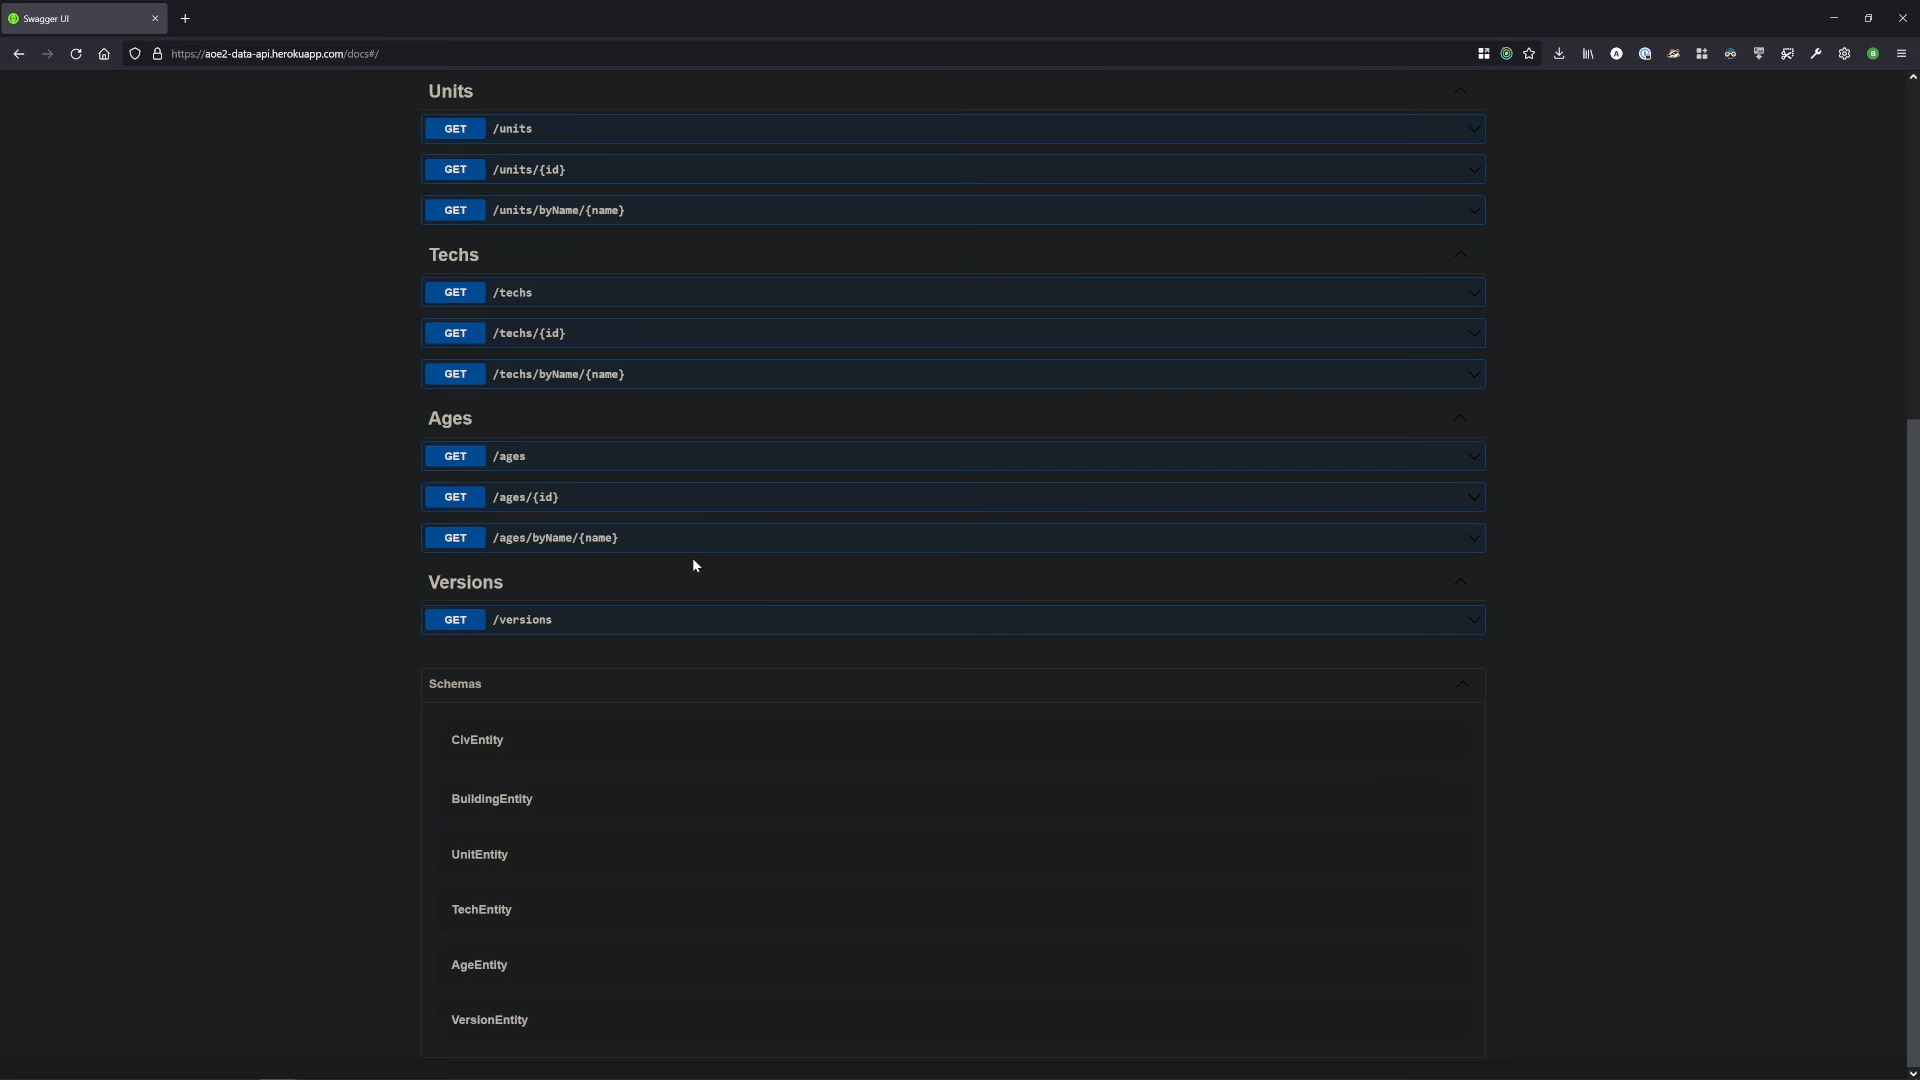 Swagger UI
https://aoe2-data-api.herokuapp.com/docs#/
Units
GET /units
GET /units/{id}
GET /units/byName/{name}
Techs
GET /techs
GET /techs/{id}
GET /techs/byName/{name}
Ages
GET /ages
GET /ages/{id}
GET /ages/byName/{name}
Versions
GET /versions
Schemas
CivEntity
BuildingEntity
UnitEntity
TechEntity
AgeEntity
VersionEntity